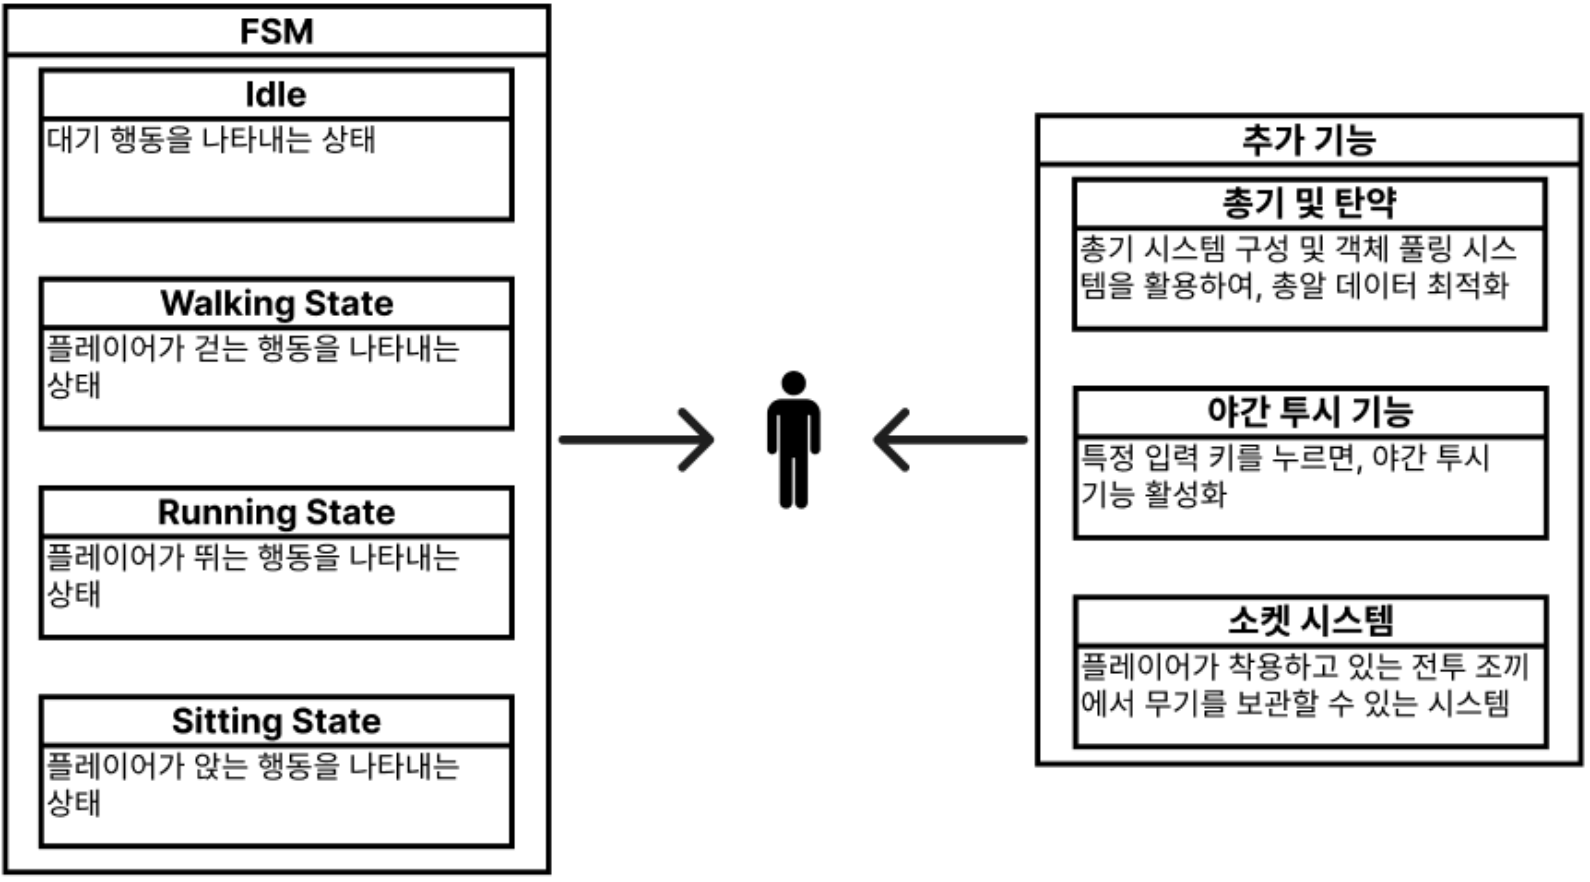 FSM
Idle
대기 행동을 나타내는 상태
Walking State
플레이어가 걷는 행동을 나타내는
상태
Running State
플레이어가 뛰는 행동을 나타내는
상태
Sitting State
플레이어가 앉는 행동을 나타내는
상태
추가 기능
총기 및 탄약
총기 시스템 구성 및 객체 풀링 시스
템을 활용하여, 총알 데이터 최적화
야간 투시 기능
특정 입력 키를 누르면, 야간 투시
기능 활성화
소켓 시스템
플레이어가 착용하고 있는 전투 조끼
에서 무기를 보관할 수 있는 시스템